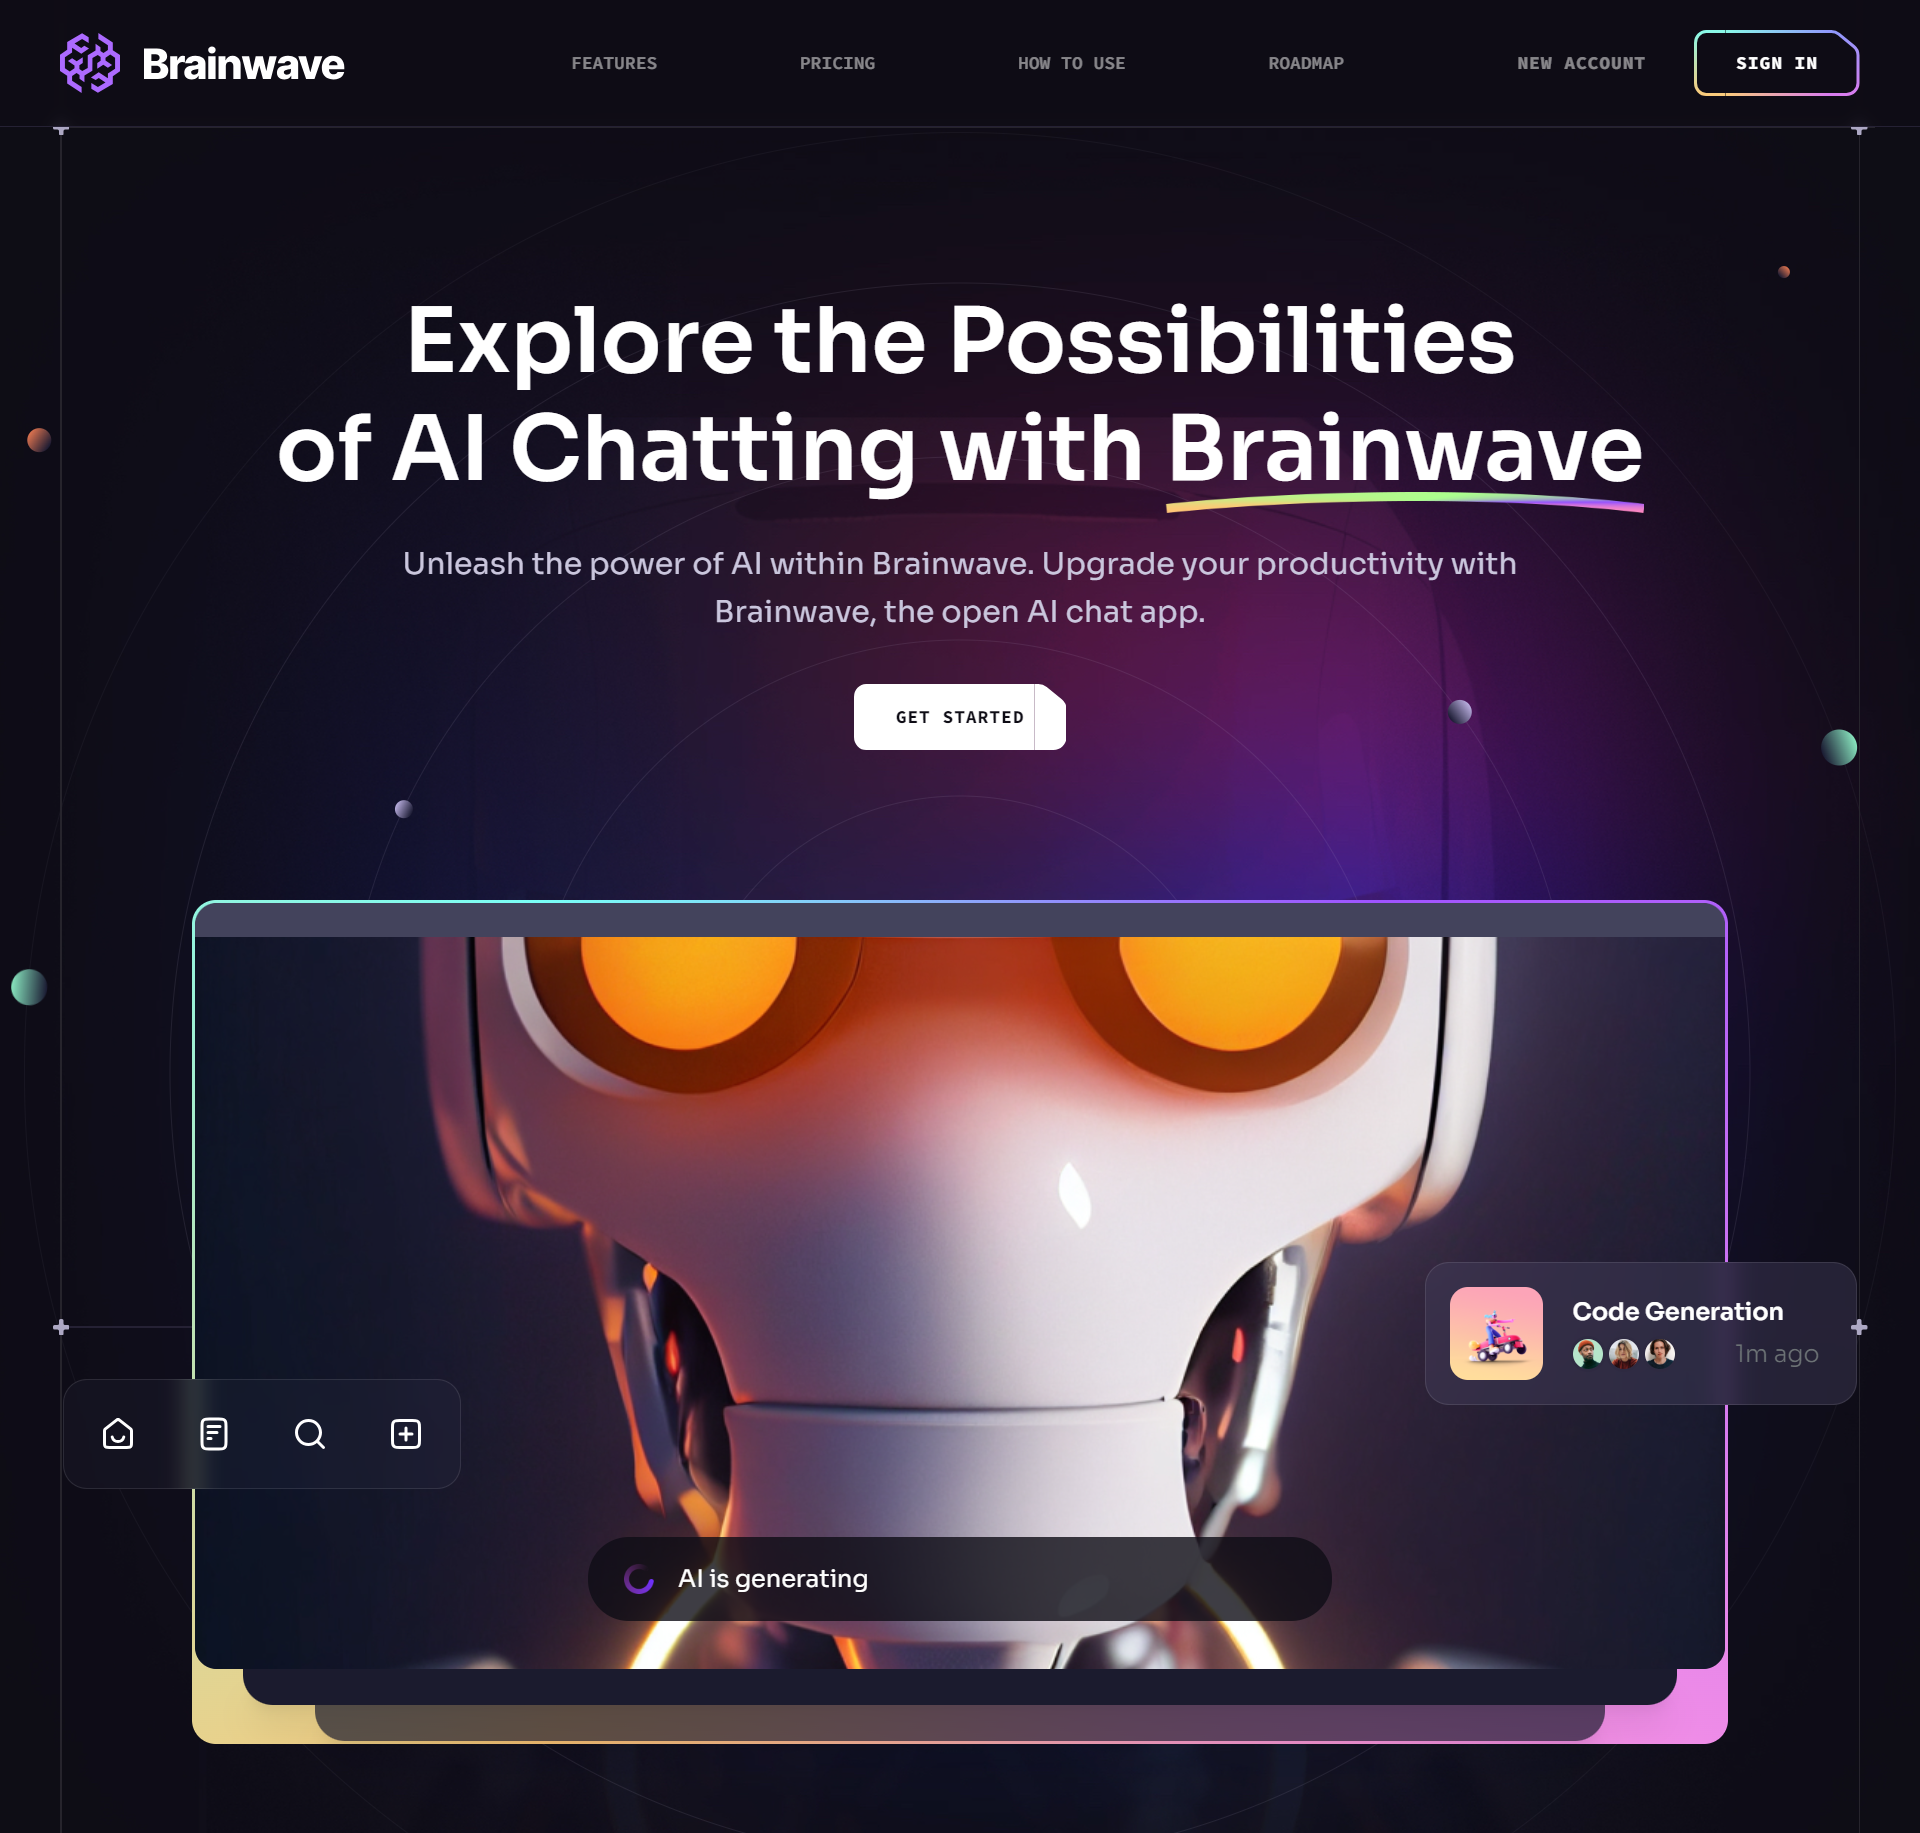 Brainwave
FEATURES
PRICING
HOW TO USE
ROADMAP
NEW ACCOUNT
SIGN IN
Explore the Possibilities
of AI Chatting with Brainwave
Unleash the power of AI within Brainwave. Upgrade your productivity with
Brainwave, the open AI chat app.
GET STARTED
Code Generation
1m ago
AI is generating